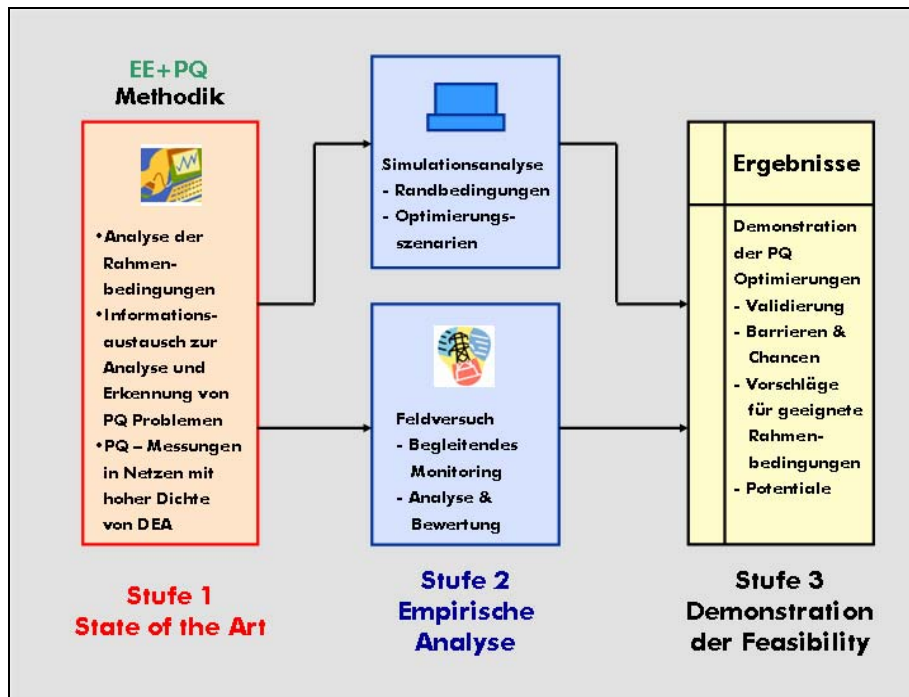 EE+PQ
Methodik
•Analyse der
Rahmen-
bedingungen
•Informations-
austausch zur
Analyse und
Erkennung von
PQ Problemen
•PQ – Messungen
in Netzen mit
hoher Dichte
von DEA
Stufe 1
State of the Art
Simulationsanalyse
- Randbedingungen
- Optimierungs-
szenarien
Feldversuch
- Begleitendes
Monitoring
- Analyse &
Bewertung
Stufe 2
Empirische
Analyse
Ergebnisse
Demonstration
der PQ
Optimierungen
- Validierung
- Barrieren &
Chancen
- Vorschläge
für geeignete
Rahmen-
bedingungen
- Potentiale
Stufe 3
Demonstration
der Feasibility